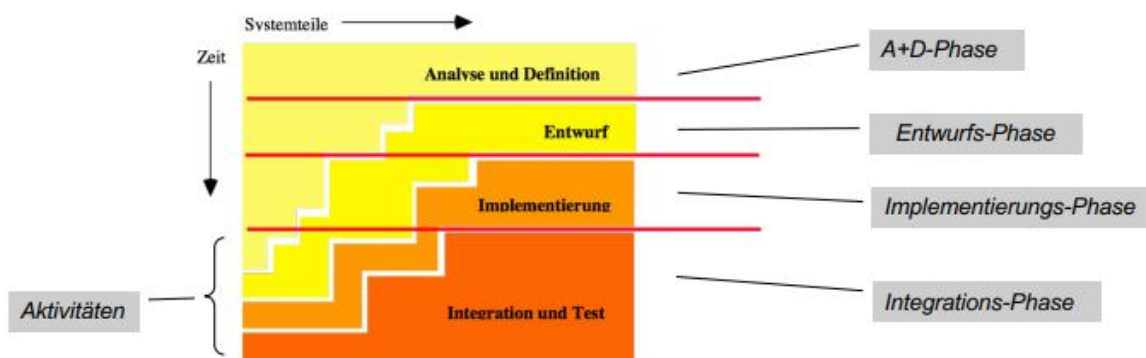 Systemteile
Zeit
Analyse und Definition
A+D-Phase
Entwurf
Entwurfs-Phase
Implementierung
Implementierungs-Phase
Aktivitäten
Integration und Test
Integrations-Phase